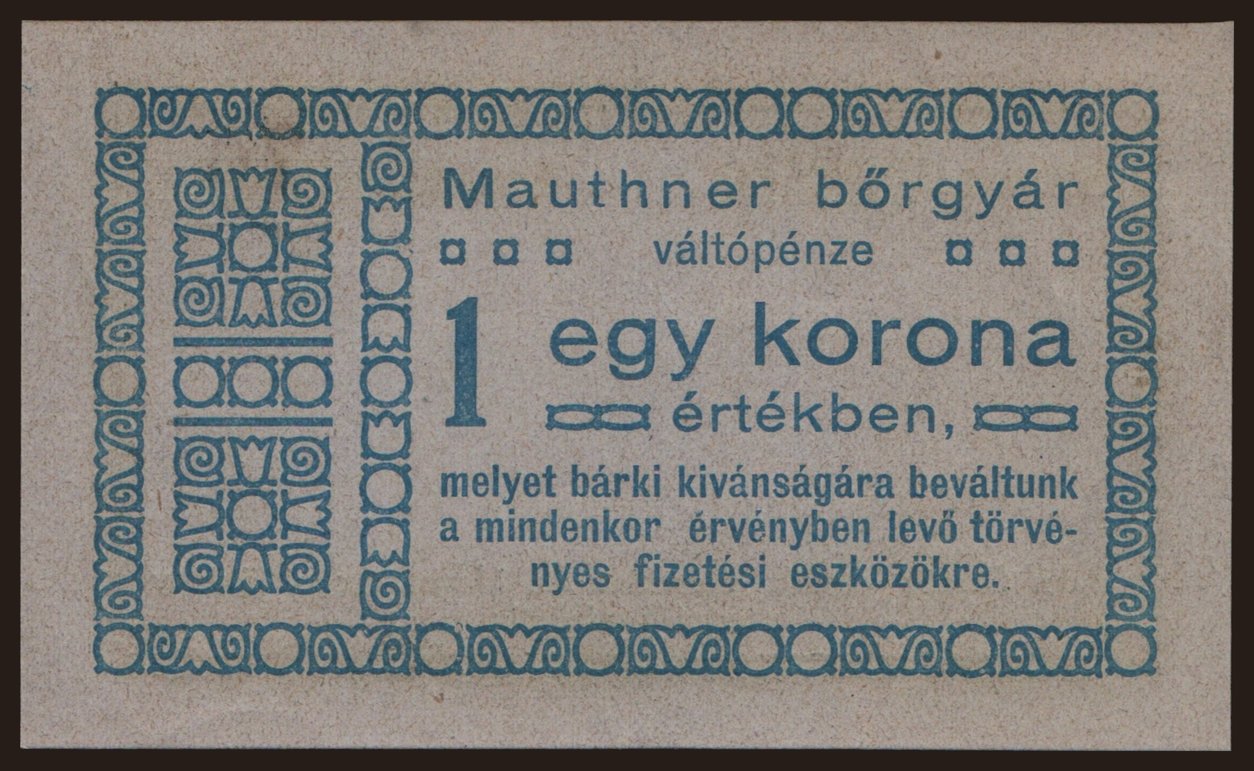 Mauthner bőrgyár
váltópénze
1 egy korona
értékben,
melyet bárki kivánságára beváltunk
a mindenkor érvényben levő törvé-
nyes fizetési eszközökre.